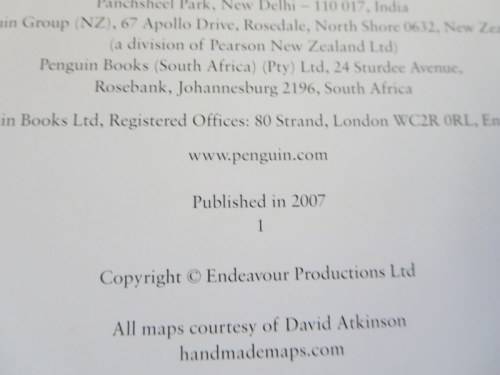 Panchsheel Park, New Delhi – 110 017, India
in Group (NZ), 67 Apollo Drive, Rosedale, North Shore 0632, New Zea
(a division of Pearson New Zealand Ltd)
Penguin Books (South Africa) (Pty) Ltd, 24 Sturdee Avenue,
Rosebank, Johannesburg 2196, South Africa
in Books Ltd, Registered Offices: 80 Strand, London WC2R 0RL, En
www.penguin.com
Published in 2007
1
Copyright © Endeavour Productions Ltd
All maps courtesy of David Atkinson
handmademaps.com